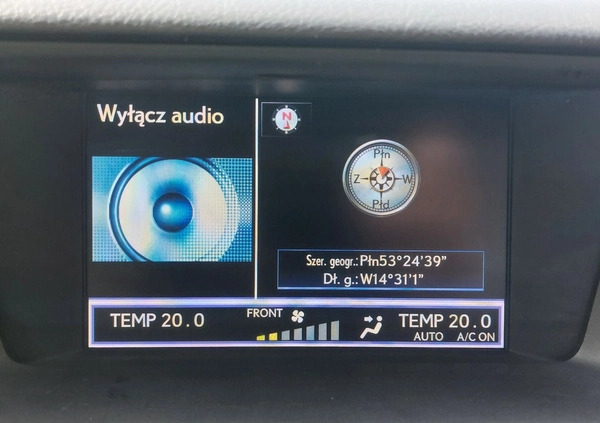 Wyłącz audio
N
Płn
Z W
Płd
Szer. geogr.: Płn53°24'39"
Dł. g.: W14°31'1"
TEMP 20.0
FRONT
TEMP 20.0
AUTO A/C ON